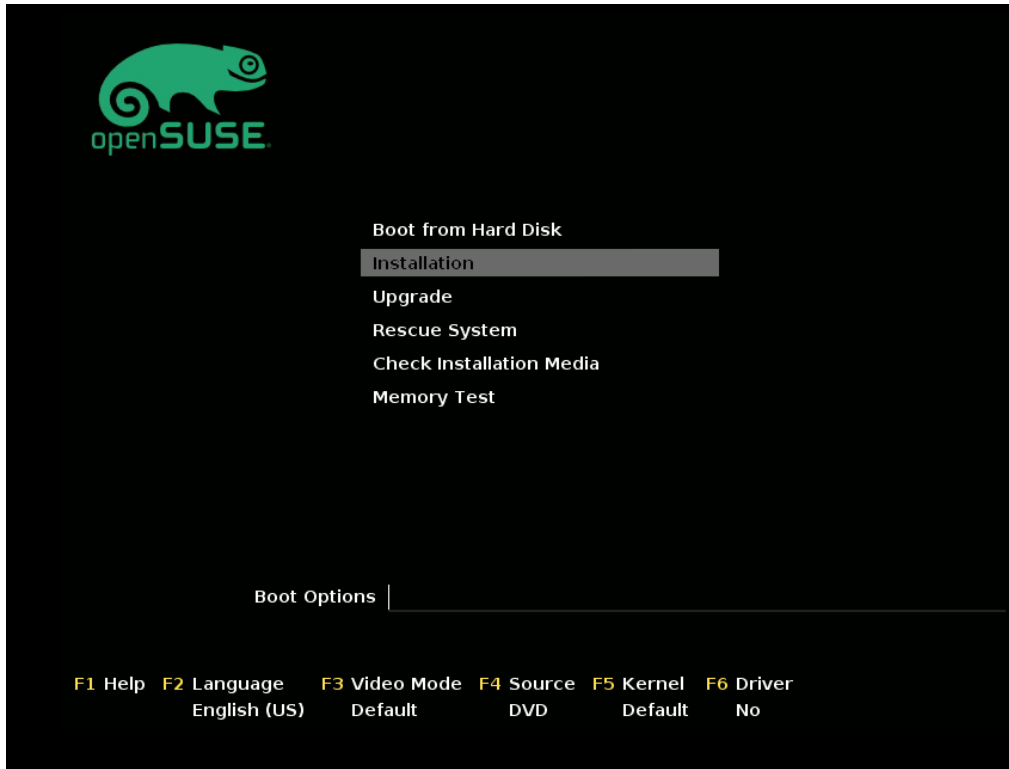 openSUSE.
Boot from Hard Disk
Installation
Upgrade
Rescue System
Check Installation Media
Memory Test
Boot Options
F1 Help F2 Language F3 Video Mode F4 Source F5 Kernel F6 Driver
English (US) Default DVD Default No